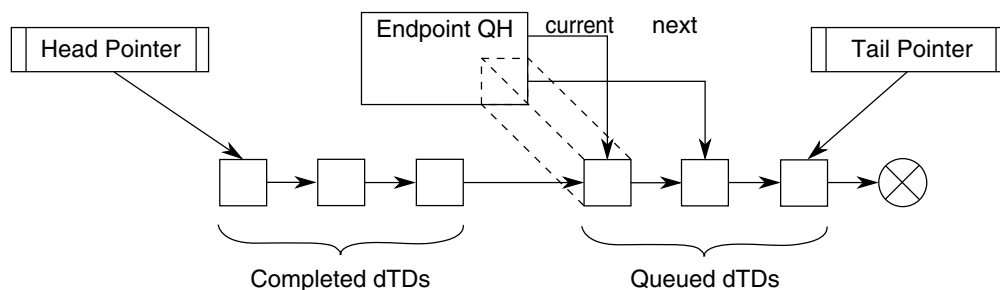 Endpoint QH
current
next
Head Pointer
Tail Pointer
Completed dTDs
Queued dTDs